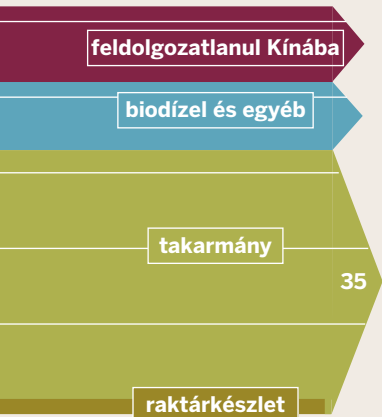 feldolgozatlanul Kínába
biodízel és egyéb
takarmány
35
raktárkészlet